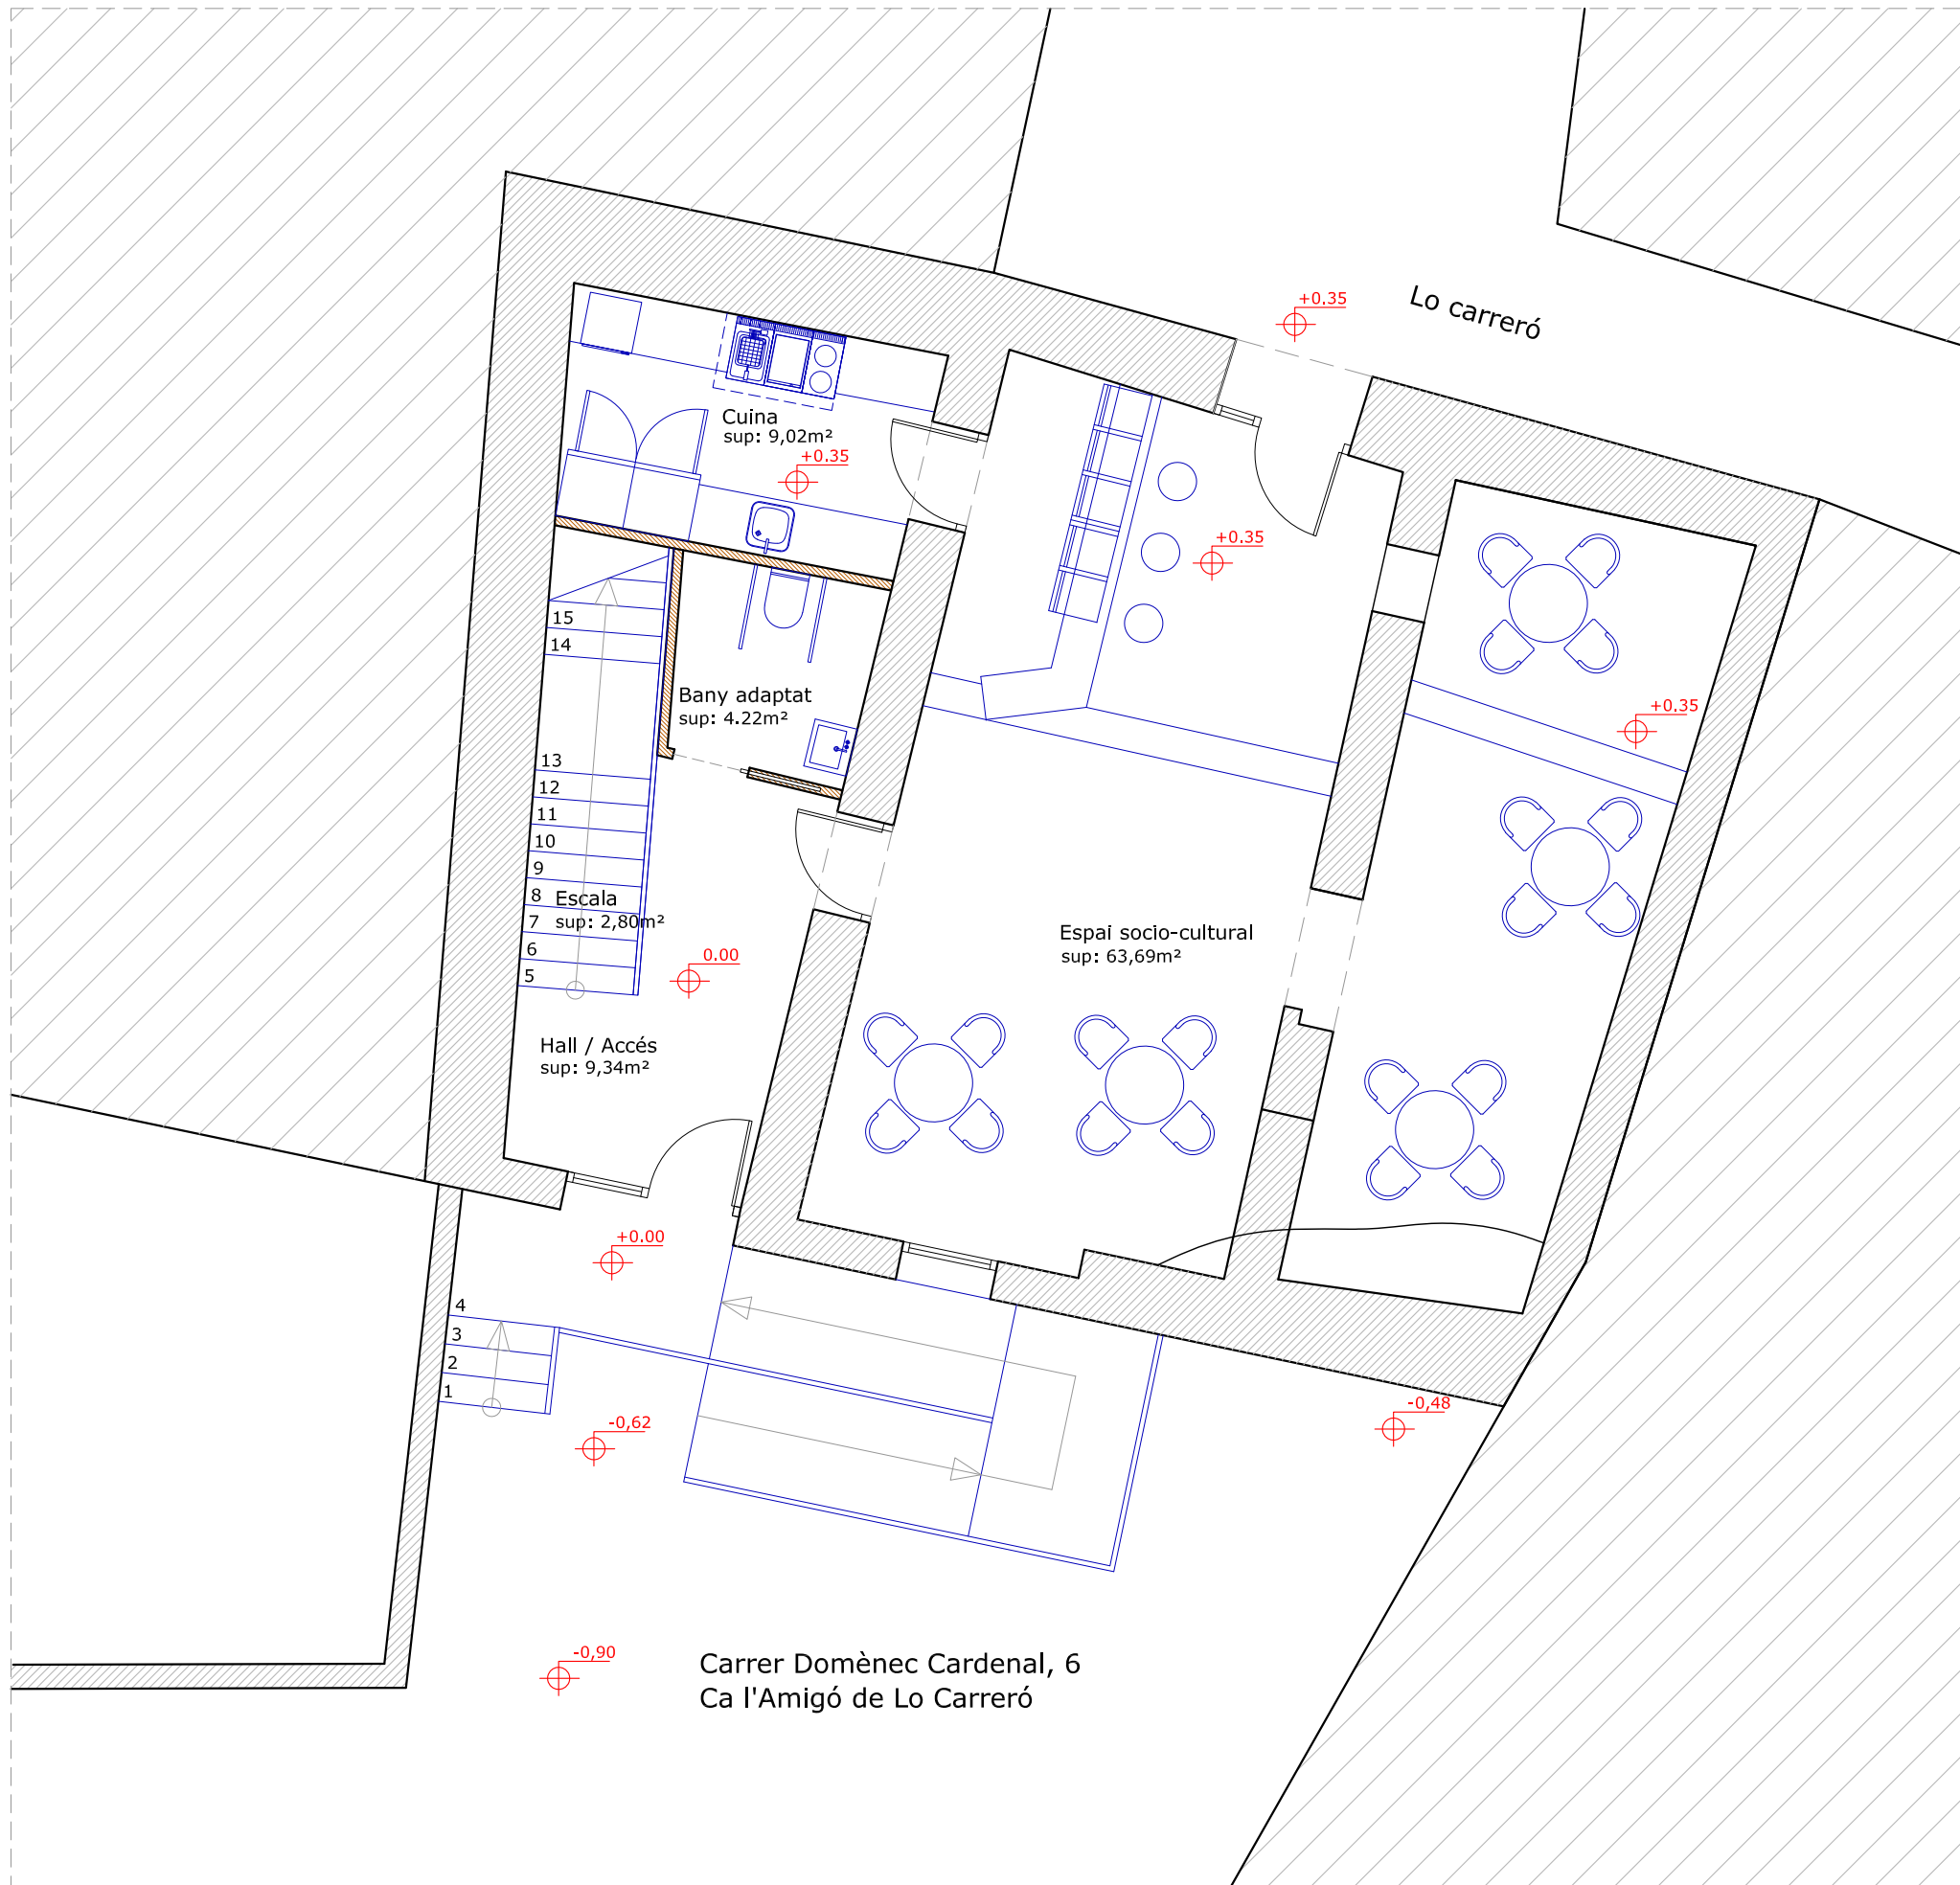 +0.35
Lo carreró
Cuina
sup: 9,02m²
+0.35
+0.35
15
14
Bany adaptat
sup: 4.22m²
+0.35
13
12
11
10
9
8
Escala
7
sup: 2,80m²
6
5
Espai socio-cultural
sup: 63,69m²
0.00
Hall / Accés
sup: 9,34m²
+0.00
4
3
2
1
-0,62
-0,48
-0,90
Carrer Domènec Cardenal, 6
Ca l'Amigó de Lo Carreró